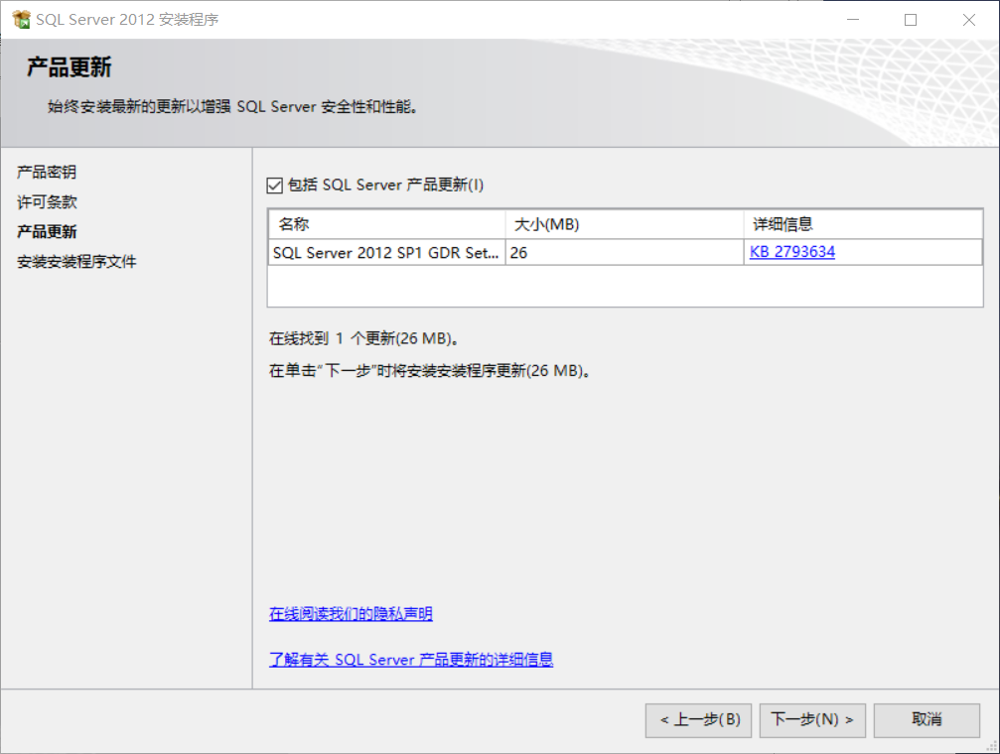 SQL Server 2012 安装程序
产品更新
始终安装最新的更新以增强 SQL Server 安全性和性能。
产品密钥
许可条款
产品更新
安装安装程序文件
包括 SQL Server 产品更新(I)
名称 大小(MB) 详细信息
SQL Server 2012 SP1 GDR Set... 26 KB 2793634
在线找到 1 个更新(26 MB)。
在单击“下一步”时将安装安装程序更新(26 MB)。
在线阅读我们的隐私声明
了解有关 SQL Server 产品更新的详细信息
< 上一步(B) 下一步(N) > 取消